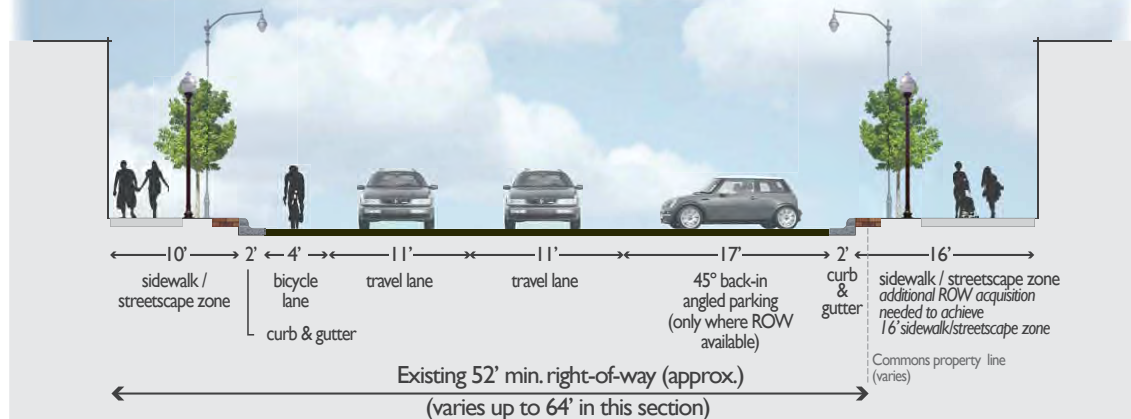 10’
2’
4’
11’
11’
17’
2’
16’
sidewalk /
streetscape zone
curb & gutter
bicycle
lane
travel lane
travel lane
45° back-in
angled parking
(only where ROW
available)
curb
&
gutter
sidewalk / streetscape zone
additional ROW acquisition
needed to achieve
16’ sidewalk/streetscape zone
Commons property line
(varies)
Existing 52’ min. right-of-way (approx.)
(varies up to 64’ in this section)